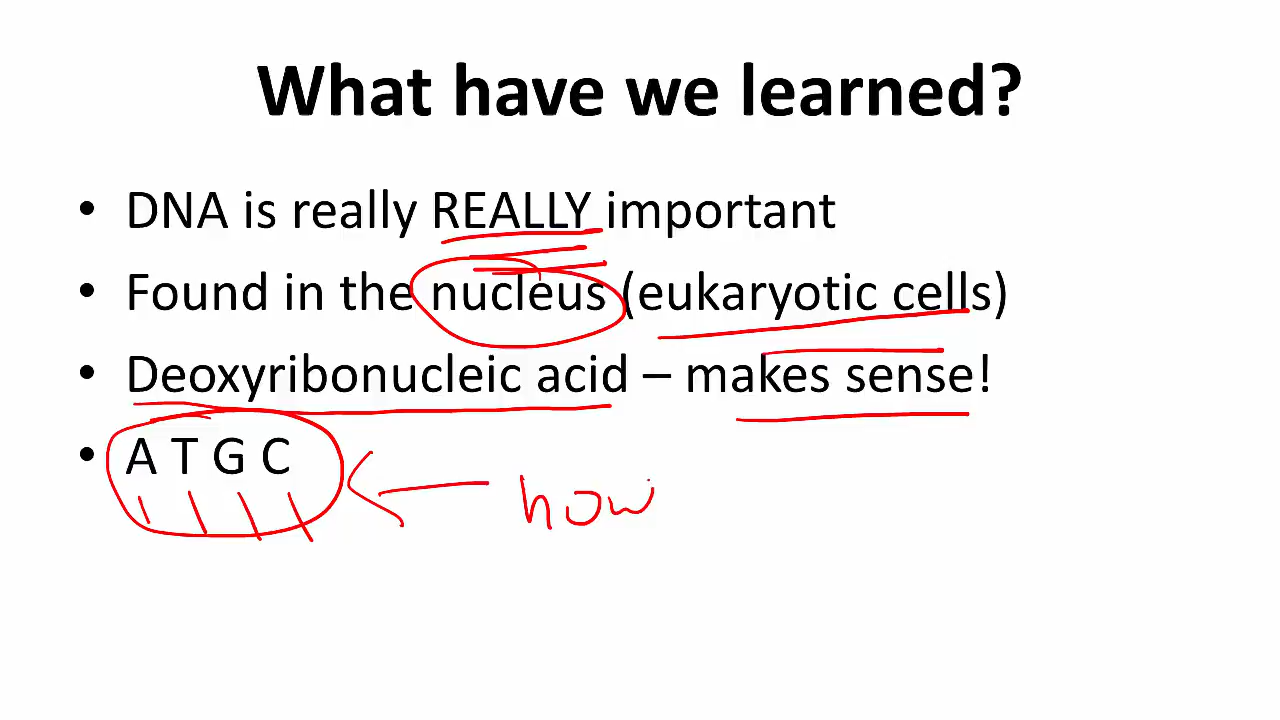 What have we learned?
• DNA is really REALLY important
• Found in the nucleus (eukaryotic cells)
• Deoxyribonucleic acid – makes sense!
• A T G C
how